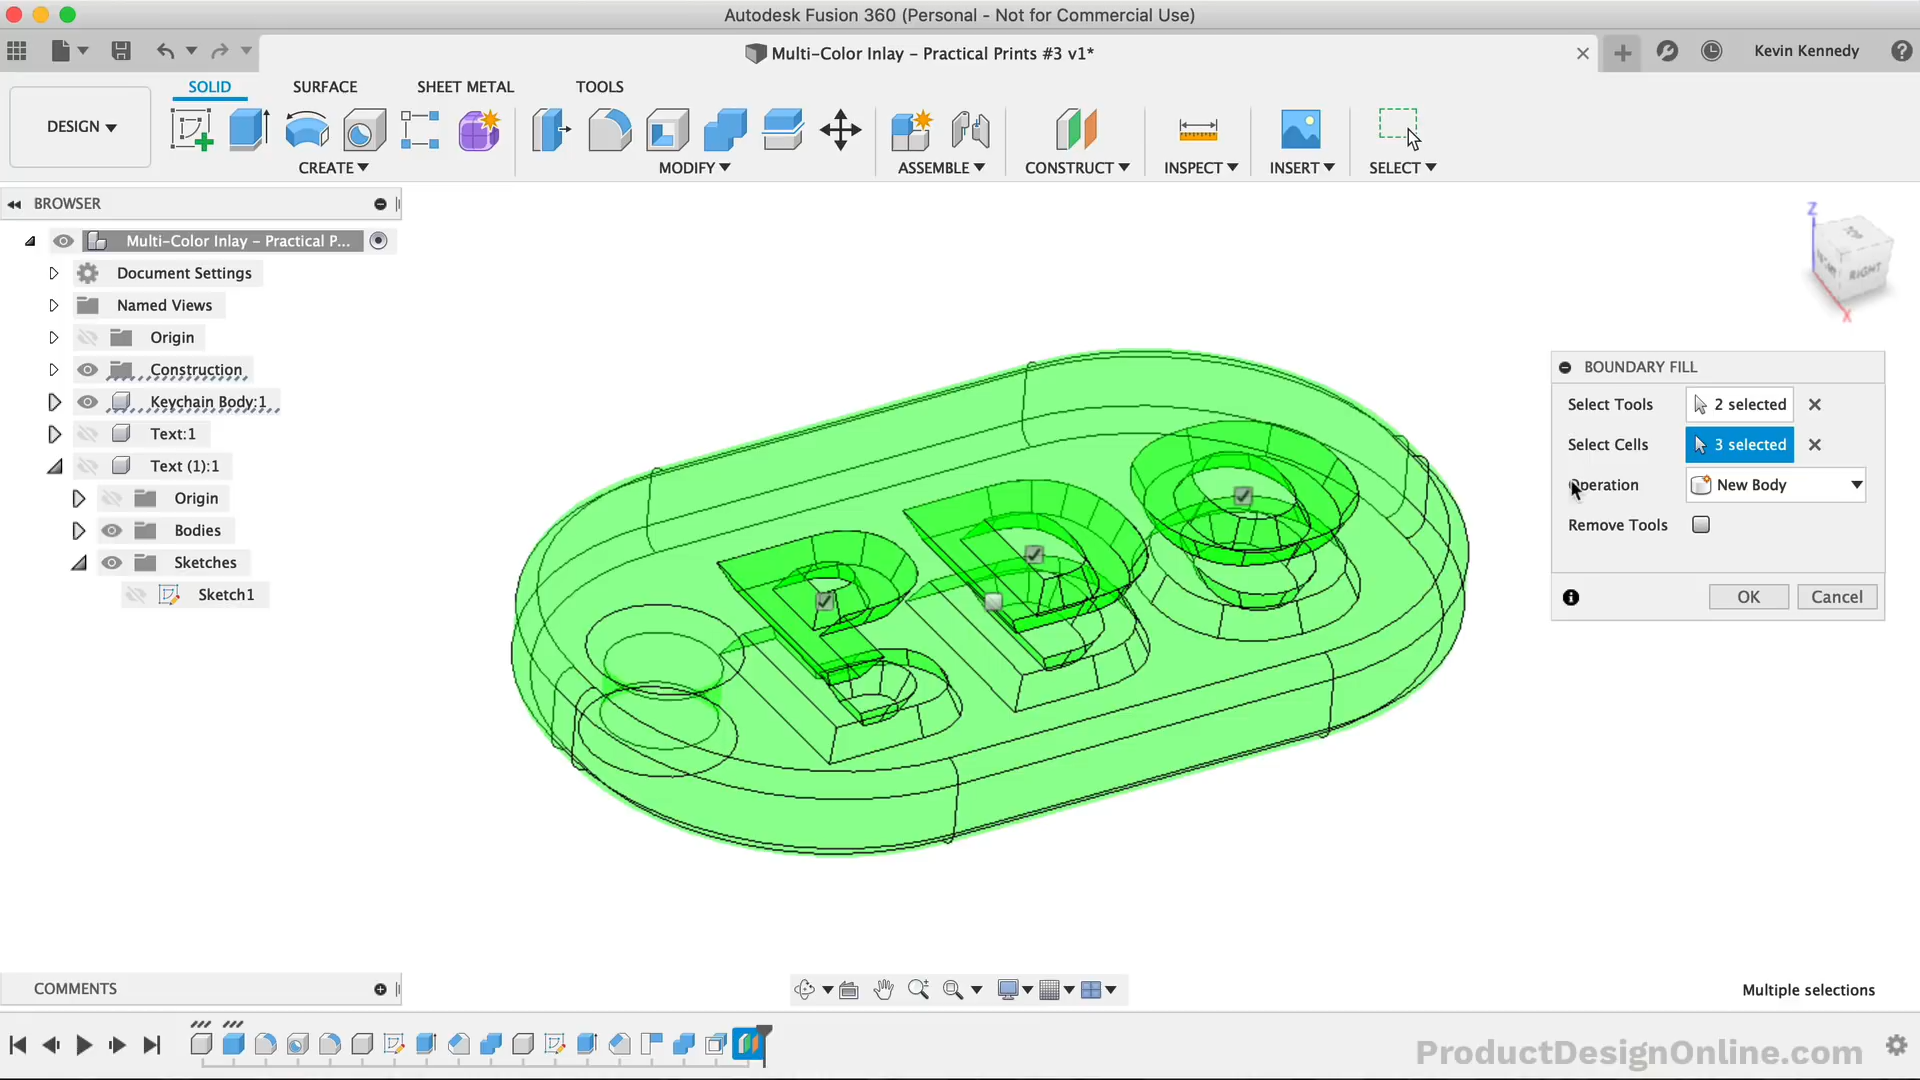 Autodesk Fusion 360 (Personal - Not for Commercial Use)
Multi-Color Inlay – Practical Prints #3 v1*
Kevin Kennedy
SOLID
SURFACE
SHEET METAL
TOOLS
DESIGN
CREATE
MODIFY
ASSEMBLE
CONSTRUCT
INSPECT
INSERT
SELECT
BROWSER
Multi-Color Inlay – Practical P...
Document Settings
Named Views
Origin
Construction
Keychain Body:1
Text:1
Text (1):1
Origin
Bodies
Sketches
Sketch1
Z
TOP
RIGHT
X
BOUNDARY FILL
Select Tools
2 selected
Select Cells
3 selected
Operation
New Body
Remove Tools
OK
Cancel
COMMENTS
Multiple selections
ProductDesignOnline.com